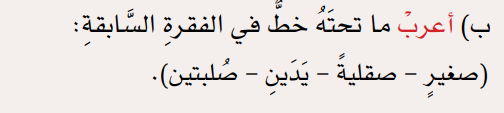 ب) أعربْ ما تحتَهُ خطٌّ في الفقرةِ السَّابقةِ:
(صغيرٍ – صقليةً – يَدَينِ – صُلبتين).